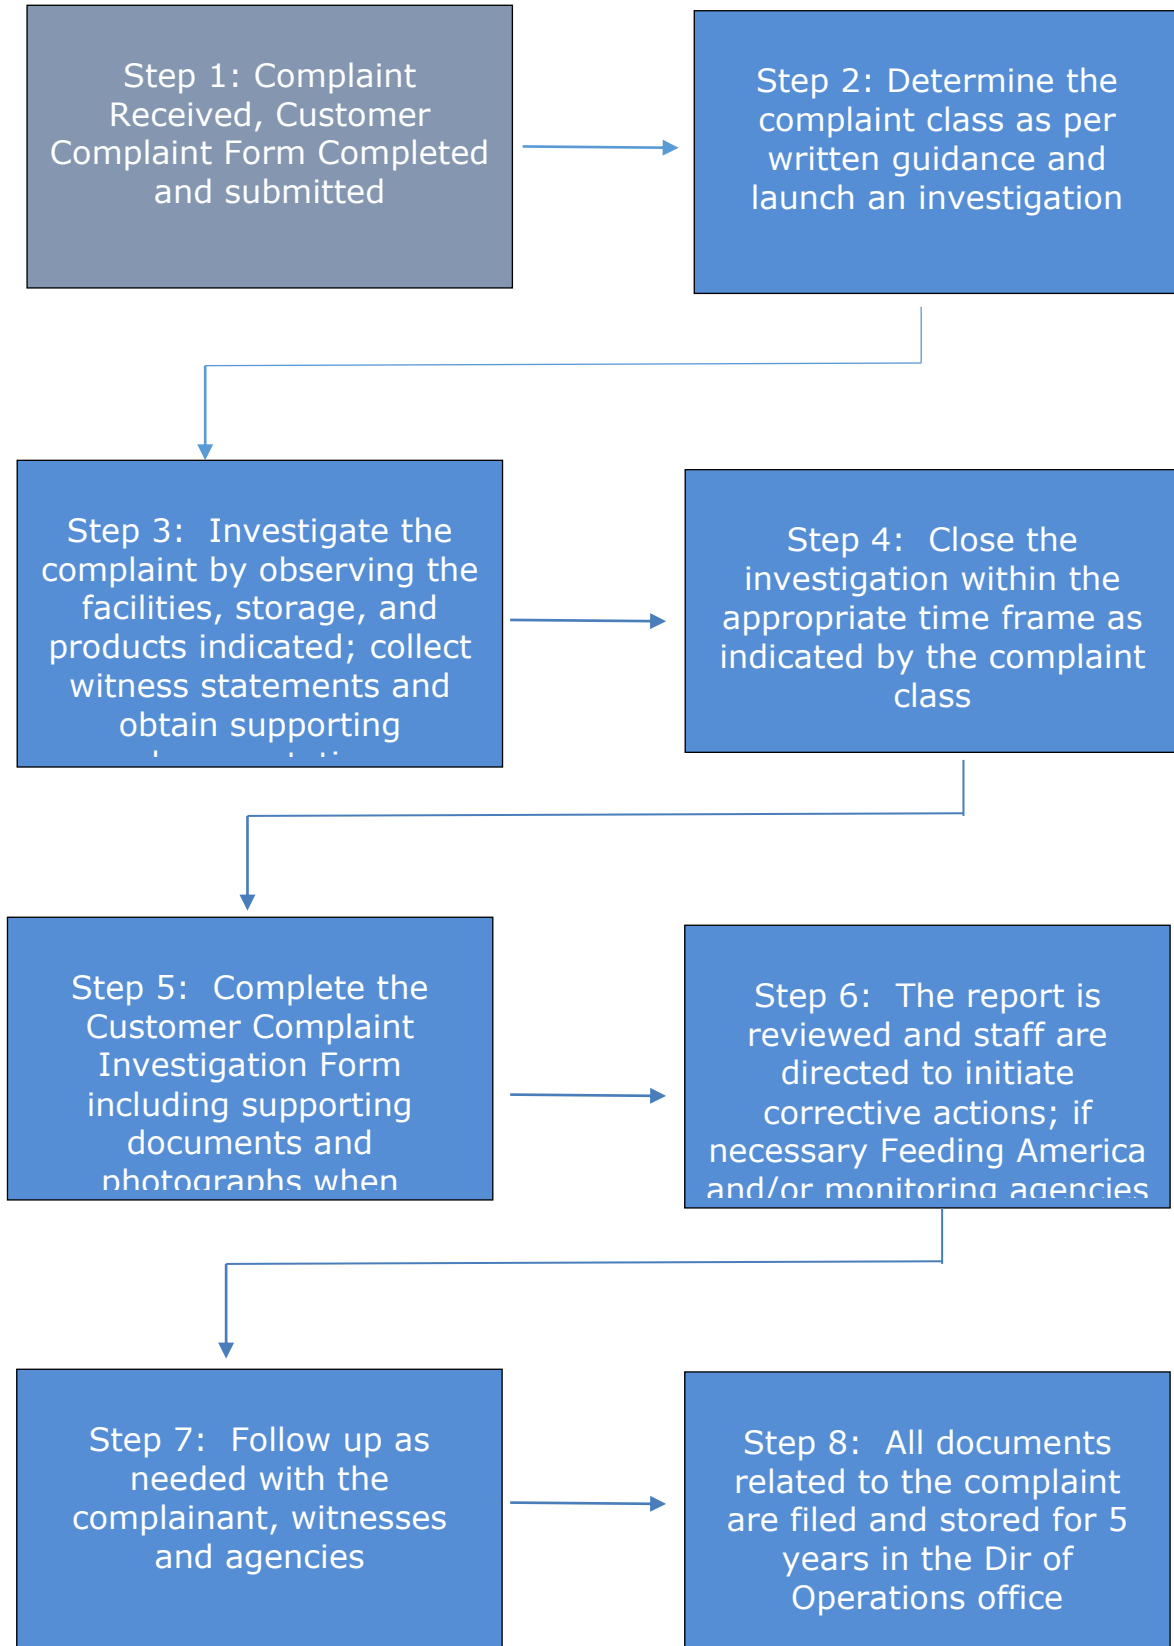 Step 1: Complaint
Received, Customer
Complaint Form Completed
and submitted
Step 2: Determine the
complaint class as per
written guidance and
launch an investigation
Step 3:  Investigate the
complaint by observing the
facilities, storage, and
products indicated; collect
witness statements and
obtain supporting
Step 4:  Close the
investigation within the
appropriate time frame as
indicated by the complaint
class
Step 5:  Complete the
Customer Complaint
Investigation Form
including supporting
documents and
photographs when
Step 6:  The report is
reviewed and staff are
directed to initiate
corrective actions; if
necessary Feeding America
and/or monitoring agencies
Step 7:  Follow up as
needed with the
complainant, witnesses
and agencies
Step 8:  All documents
related to the complaint
are filed and stored for 5
years in the Dir of
Operations office